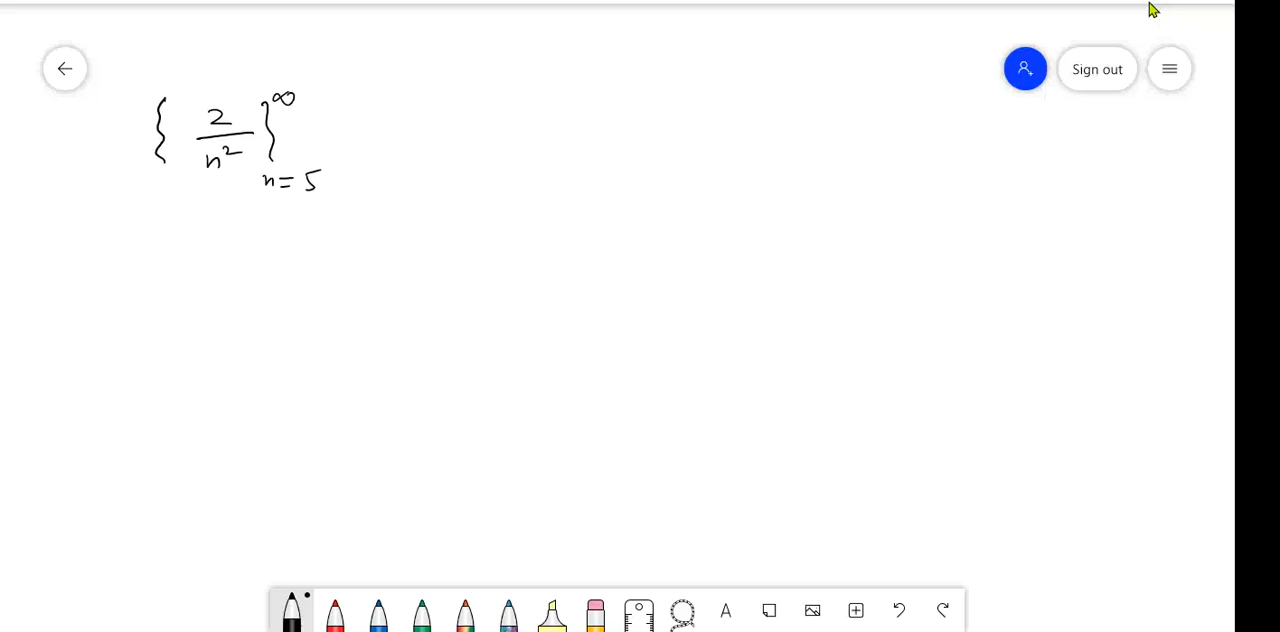 Sign out
{ 2/n² }^∞
n = 5
A